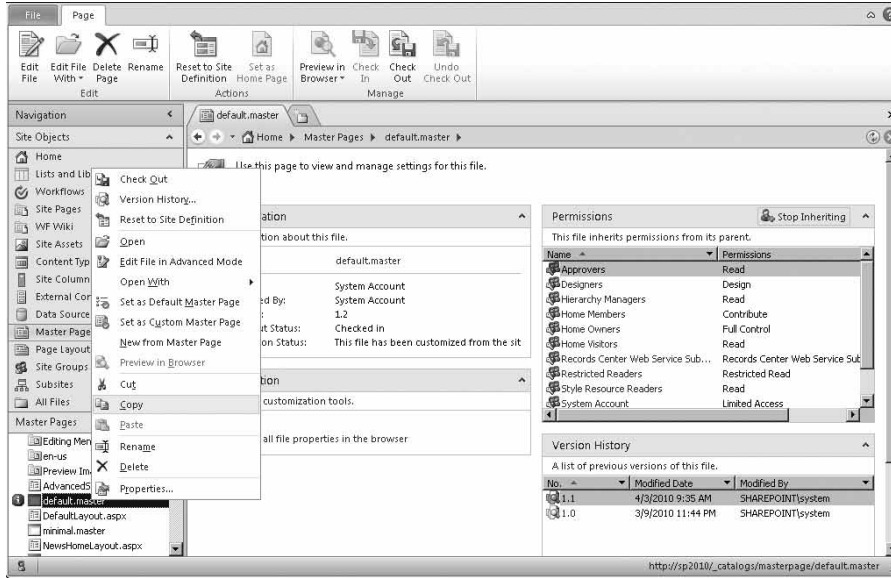 File Page
Edit File
Edit File With
Delete Page
Rename
Edit
Reset to Site Definition
Set as Home Page
Actions
Preview in Browser
Check In
Check Out
Undo Check Out
Manage
Navigation
default.master
Site Objects
Home Master Pages default.master
Home
Lists and Lib
Workflows
Site Pages
WF Wiki
Site Assets
Content Typ
Site Column
External Cor
Data Source
Master Page
Page Layout
Site Groups
Subsites
All Files
Master Pages
Editing Men
en-us
Preview Im
AdvancedS
default.master
DefaultLayout.aspx
minimal.master
NewsHomeLayout.aspx
Check Out
Version History...
Reset to Site Definition
Open
Edit File in Advanced Mode
Open With
Set as Default Master Page
Set as Custom Master Page
New from Master Page
Preview in Browser
Cut
Copy
Paste
Rename
Delete
Properties...
Use this page to view and manage settings for this file.
ation
tion about this file.
default.master
System Account
ed By: System Account
: 1.2
ut Status: Checked in
on Status: This file has been customized from the sit
tion
customization tools.
all file properties in the browser
Permissions Stop Inheriting
This file inherits permissions from its parent.
Name Permissions
Approvers Read
Designers Design
Hierarchy Managers Read
Home Members Contribute
Home Owners Full Control
Home Visitors Read
Records Center Web Service Sub... Records Center Web Service Sub
Restricted Readers Restricted Read
Style Resource Readers Read
System Account Limited Access
Version History
A list of previous versions of this file.
No. Modified Date Modified By
1.1 4/3/2010 9:35 AM SHAREPOINT\system
1.0 3/9/2010 11:44 PM SHAREPOINT\system
http://sp2010/_catalogs/masterpage/default.master